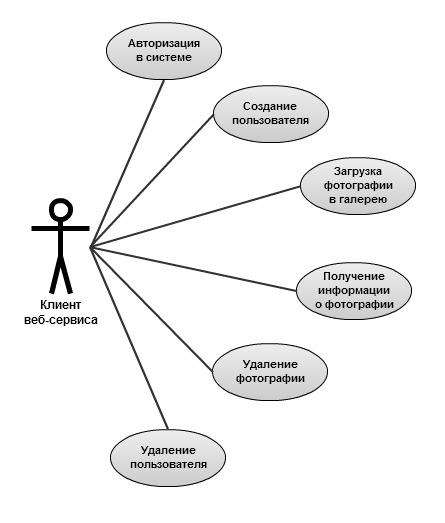 Авторизация
в системе
Создание
пользователя
Загрузка
фотографии
в галерею
Клиент
веб-сервиса
Получение
информации
о фотографии
Удаление
фотографии
Удаление
пользователя